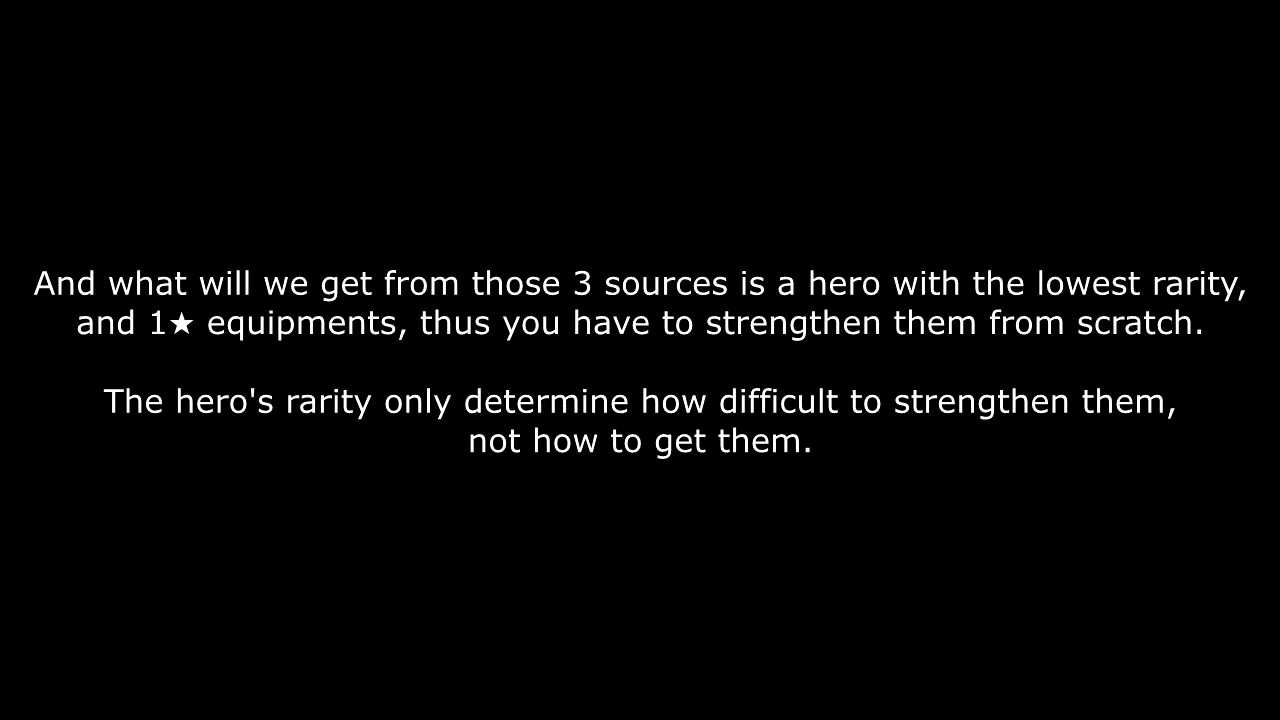 And what will we get from those 3 sources is a hero with the lowest rarity,
and 1★ equipments, thus you have to strengthen them from scratch.
The hero's rarity only determine how difficult to strengthen them,
not how to get them.